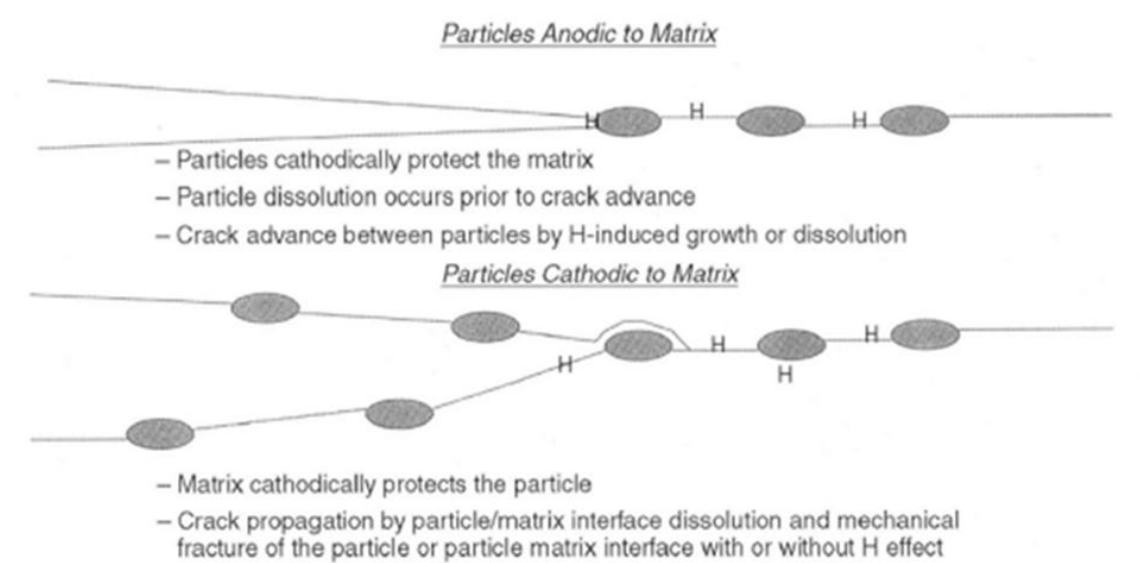 Particles Anodic to Matrix
H H H
– Particles cathodically protect the matrix
– Particle dissolution occurs prior to crack advance
– Crack advance between particles by H-induced growth or dissolution
Particles Cathodic to Matrix
H H H
H
– Matrix cathodically protects the particle
– Crack propagation by particle/matrix interface dissolution and mechanical
fracture of the particle or particle matrix interface with or without H effect